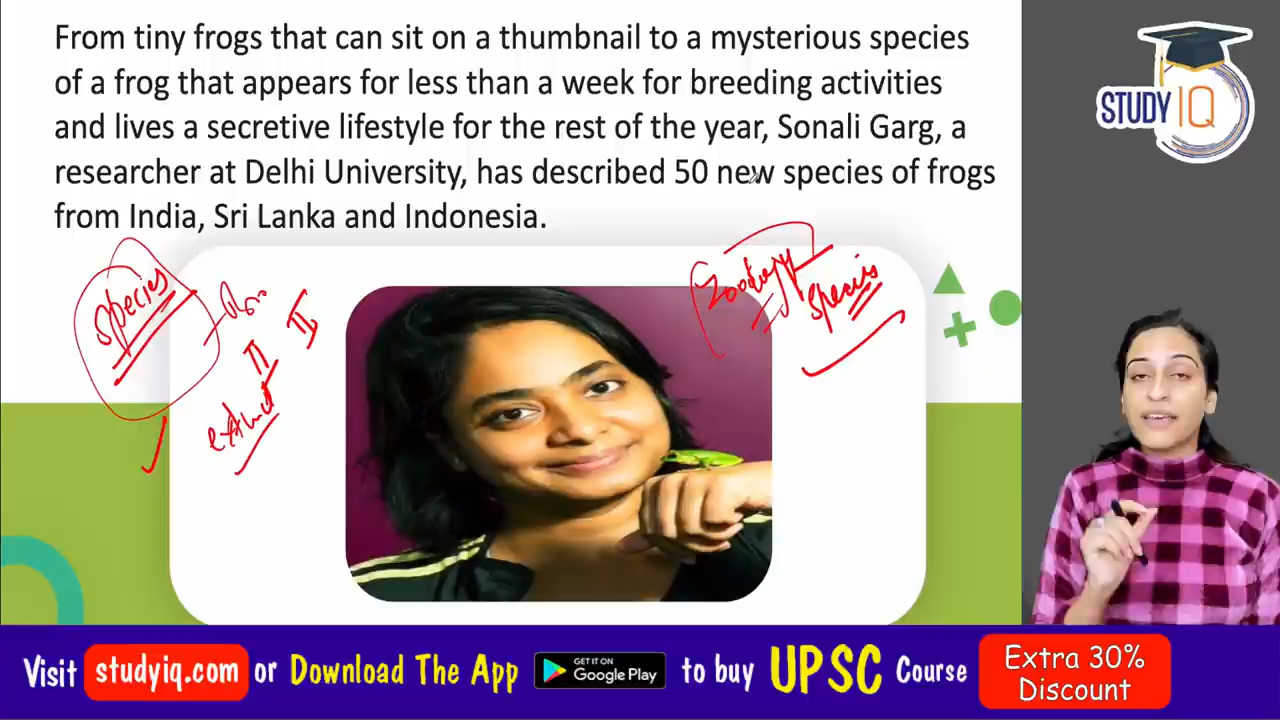 From tiny frogs that can sit on a thumbnail to a mysterious species
of a frog that appears for less than a week for breeding activities
and lives a secretive lifestyle for the rest of the year, Sonali Garg, a
researcher at Delhi University, has described 50 new species of frogs
from India, Sri Lanka and Indonesia.
STUDY IQ
Species
Zoology
Species
II
II
extinct
Visit studyiq.com or Download The App GET IT ON Google Play to buy UPSC Course
Extra 30%
Discount